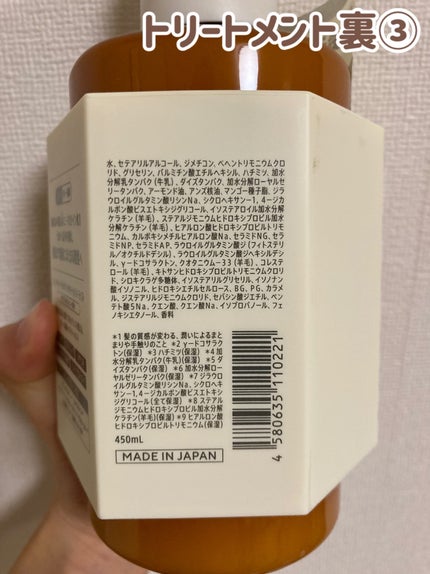 トリートメント裏③
水、セテアリルアルコール、ジメチコン、ベヘントリモニウムクロ
リド、グリセリン、パルミチン酸エチルヘキシル、ハチミツ、加水
分解乳タンパク(牛乳)、ダイズタンパク、加水分解ローヤルゼ
リータンパク、アーモンド油、アンズ核油、マンゴー種子脂、ジラ
ウロイルグルタミン酸リシンNa、シクロヘキサン-1、4-ジカ
ルボン酸ビスエトキシジグリコール、イソステアロイル加水分解
ケラチン(羊毛)、ステアルジモニウムヒドロキシプロピル加水
分解ケラチン(羊毛)、ヒアルロン酸ヒドロキシプロピルトリモ
ニウム、カルボキシメチルヒアルロン酸Na、セラミドNG、セ
ラミドNP、セラミドAP、ラウロイルグルタミン酸ジ(フィトステリ
ル/オクチルドデシル)、ラウロイルグルタミン酸ジヘキシルデシ
ル、γ-ドコサラクトン、クオタニウム-33(羊毛)、コレステ
ロール(羊毛)、キトサンヒドロキシプロピルトリモニウムクロリ
ド、シロキクラゲ多糖体、イソステアリルグリセリル、イソノナン
酸イソノニル、ヒドロキシエチルセルロース、BG、PG、カラメ
ル、ジステアリルジモニウムクロリド、セバシン酸ジエチル、ペン
テト酸5Na、クエン酸、クエン酸Na、イソプロパノール、フェ
ノキシエタノール、香料
*1 髪の質感が変わる、潤いによるまと
まりや手触りのこと *2 γ-ドコサラク
トン(保湿) *3 ハチミツ(保湿) *4 加
水分解乳タンパク(牛乳)(保湿) *5 ダ
イズタンパク(保湿) *6 加水分解ロー
ヤルゼリータンパク(保湿) *7 ジラウロ
イルグルタミン酸リシンNa、シクロヘキ
サン-1、4-ジカルボン酸ビスエトキシ
ジグリコール(全て保湿) *8 ステアル
ジモニウムヒドロキシプロピル加水分解
ケラチン(羊毛)(保湿) *9 ヒアルロン酸
ヒドロキシプロピルトリモニウム(保湿)
450mL
MADE IN JAPAN
4 580635 110221